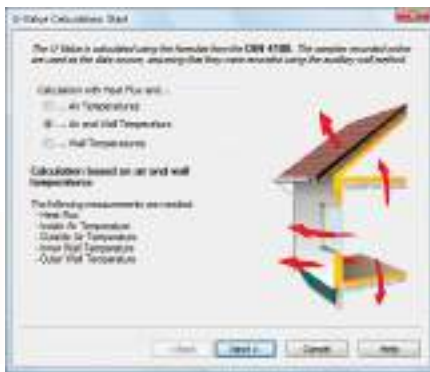 U-Value Calculations Start
The U-Value is calculated using the formulas from the DIN 4108. The samples recorded online
are used as the data source, assuming that they were recorded using the auxiliary wall method.
Calculation with Heat Flux and...
... Air Temperatures
... Air and Wall Temperature
... Wall Temperatures
Calculation based on air and wall
temperatures
The following measurements are needed:
- Heat Flux
- Inside Air Temperature
- Outside Air Temperature
- Inner Wall Temperature
- Outer Wall Temperature
Next >
Cancel
Help